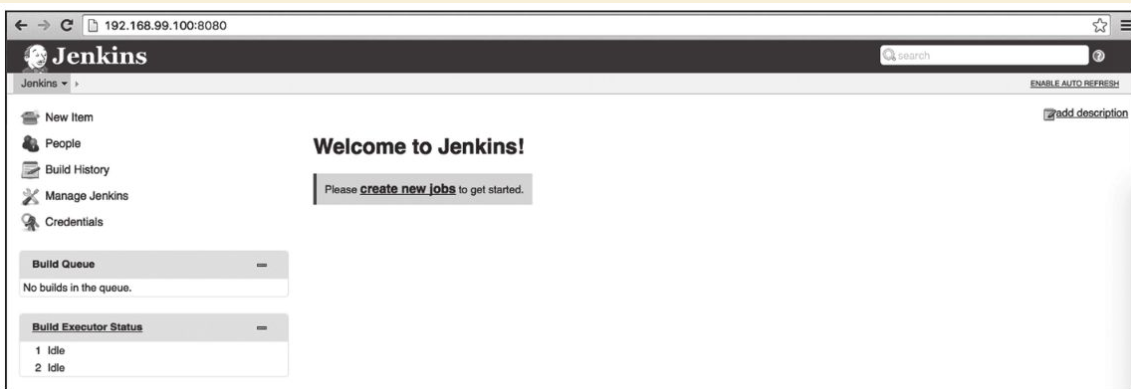 192.168.99.100:8080
Jenkins
search
Jenkins
ENABLE AUTO REFRESH
add description
New Item
People
Build History
Manage Jenkins
Credentials
Welcome to Jenkins!
Please create new jobs to get started.
Build Queue
No builds in the queue.
Build Executor Status
1 Idle
2 Idle